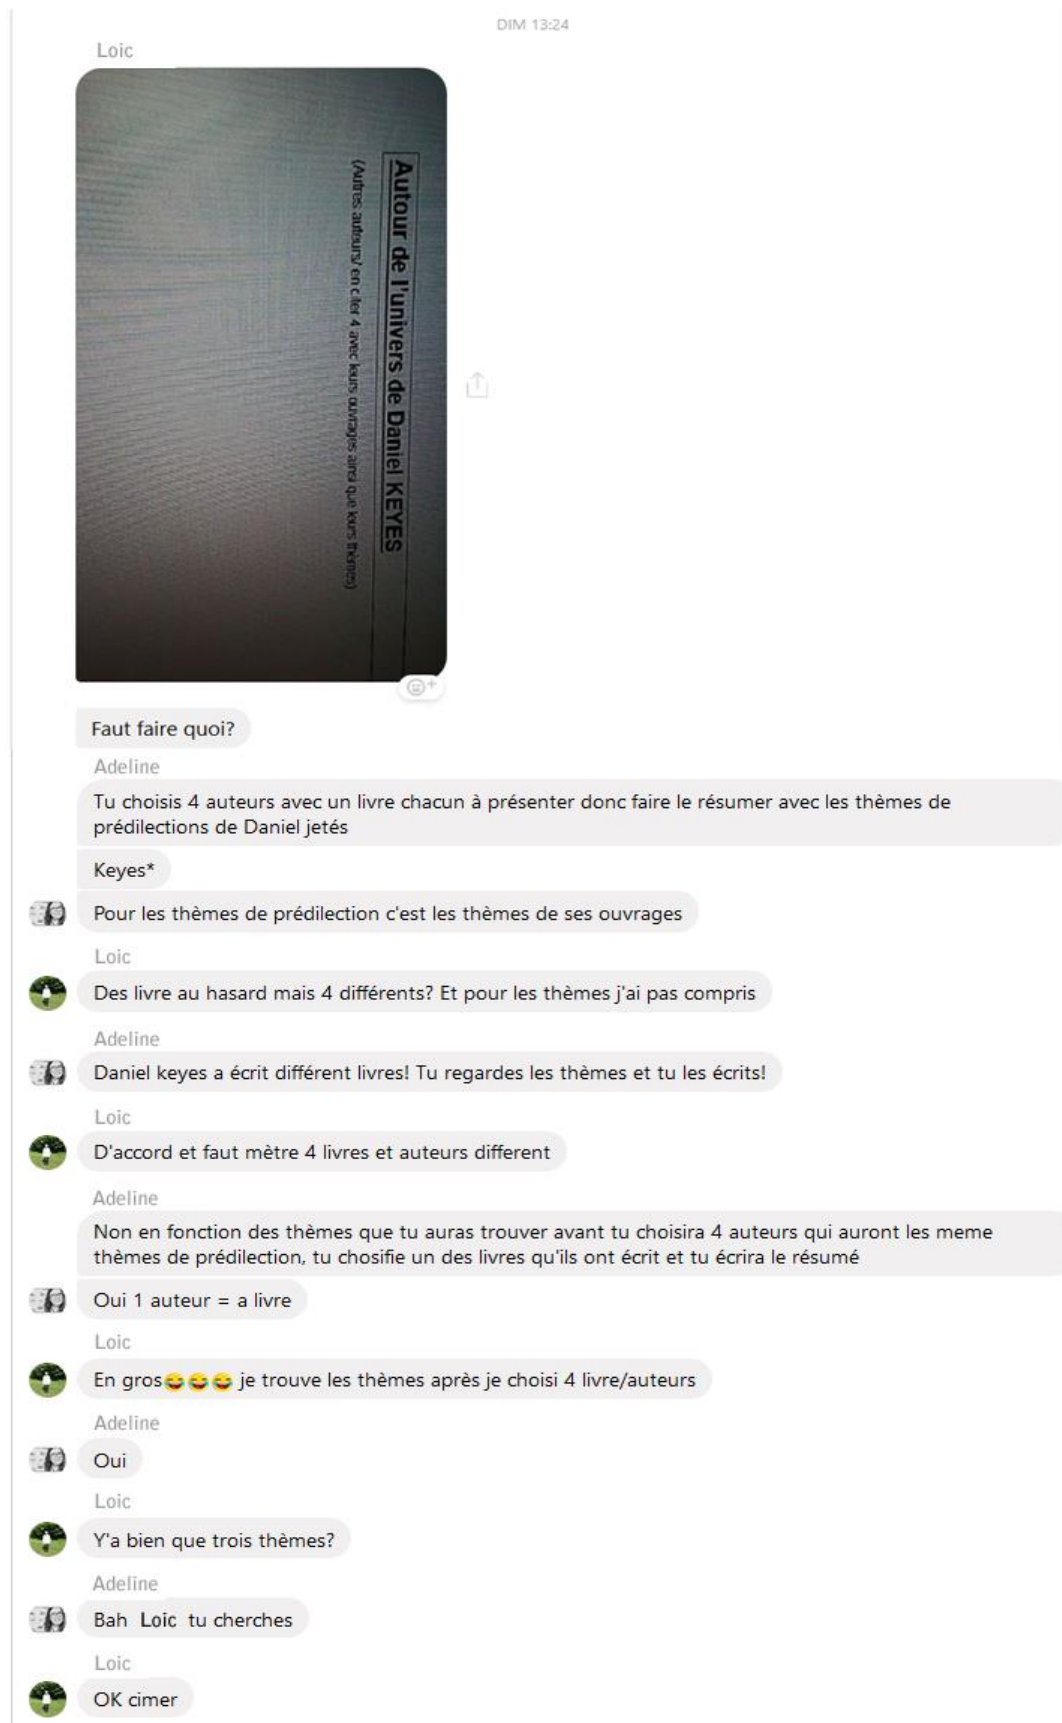 DIM 13:24
Loic
Autour de l'univers de Daniel KEYES
(Autres auteurs/ en citer 4 avec leurs ouvrages ainsi que leurs thèmes)
Faut faire quoi?
Adeline
Tu choisis 4 auteurs avec un livre chacun à présenter donc faire le résumer avec les thèmes de
prédilections de Daniel jetés
Keyes*
Pour les thèmes de prédilection c'est les thèmes de ses ouvrages
Loic
Des livre au hasard mais 4 différents? Et pour les thèmes j'ai pas compris
Adeline
Daniel keyes a écrit différent livres! Tu regardes les thèmes et tu les écrits!
Loic
D'accord et faut mètre 4 livres et auteurs different
Adeline
Non en fonction des thèmes que tu auras trouver avant tu choisira 4 auteurs qui auront les meme
thèmes de prédilection, tu chosifie un des livres qu'ils ont écrit et tu écrira le résumé
Oui 1 auteur = a livre
Loic
En gros😂😂😂 je trouve les thèmes après je choisi 4 livre/auteurs
Adeline
Oui
Loic
Y'a bien que trois thèmes?
Adeline
Bah Loic tu cherches
Loic
OK cimer